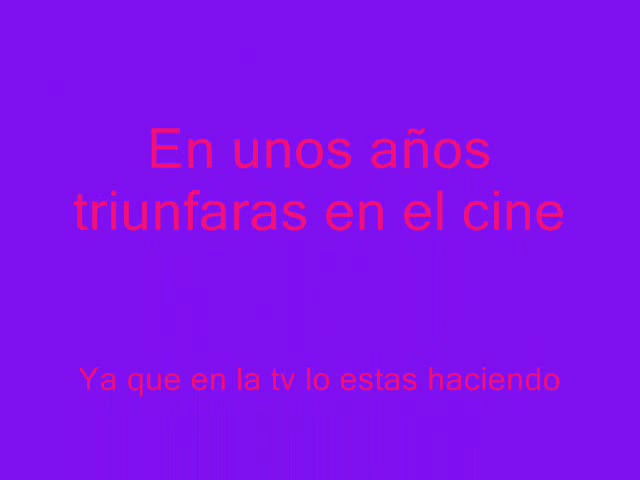 En unos años
triunfaras en el cine
Ya que en la tv lo estas haciendo